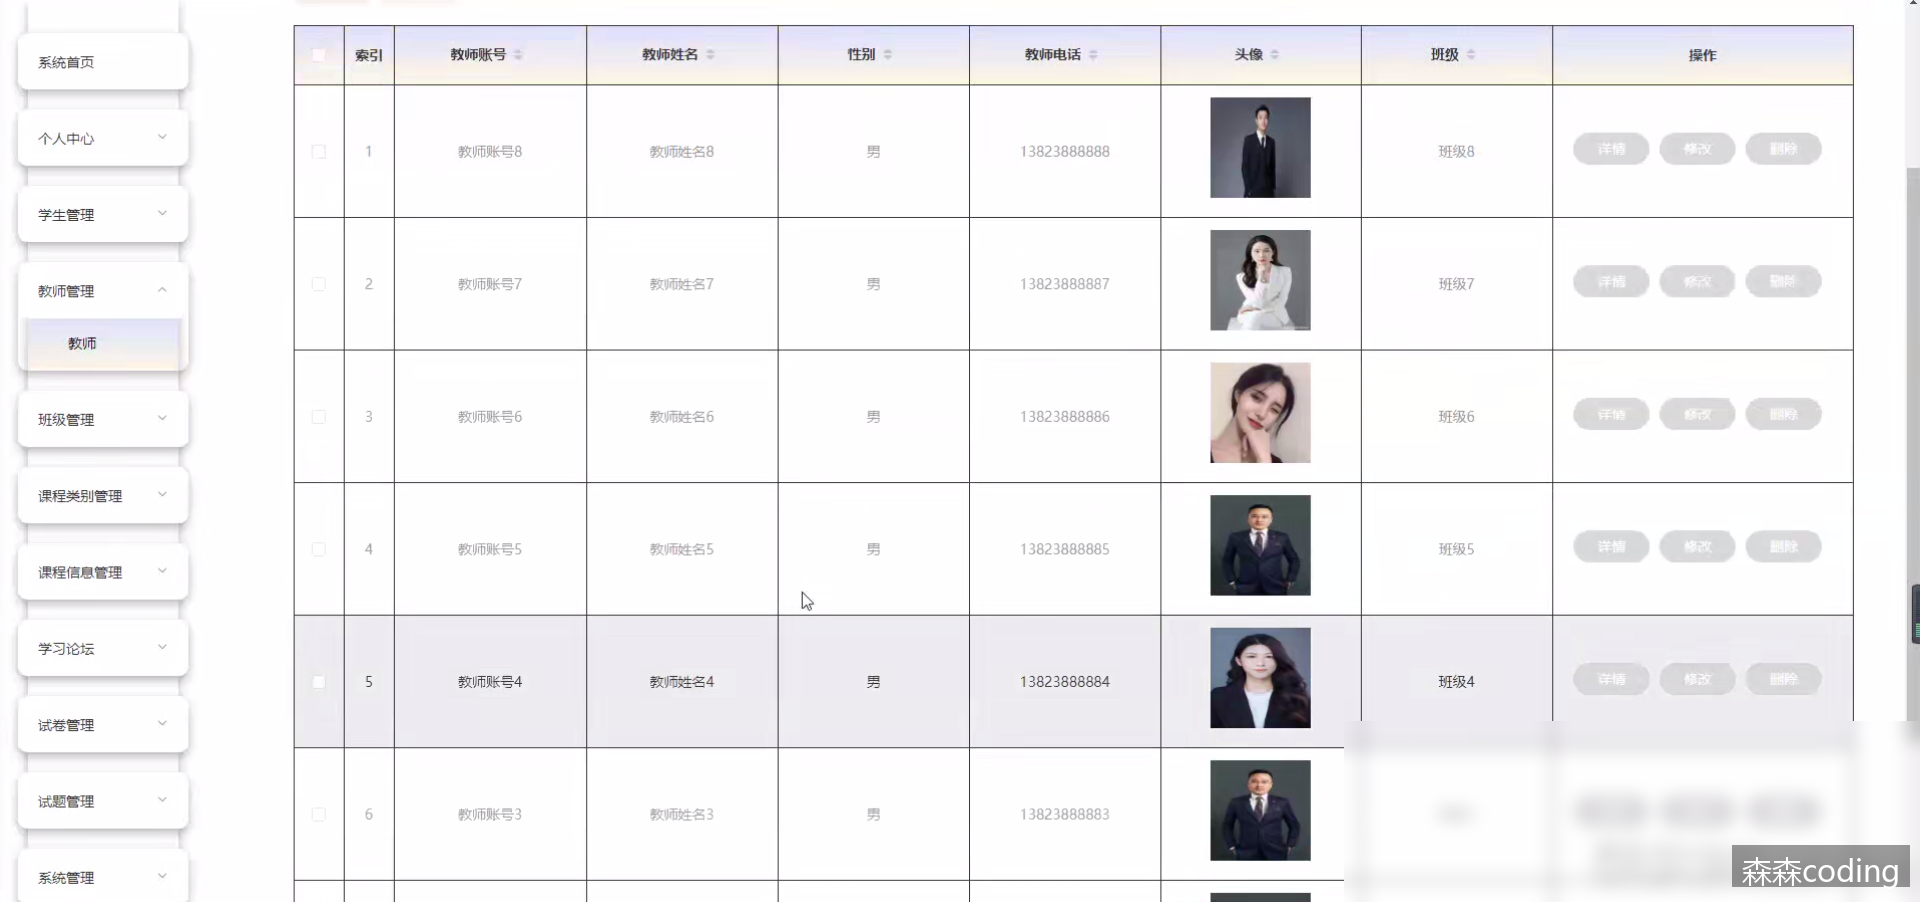 系统首页
个人中心
学生管理
教师管理
教师
班级管理
课程类别管理
课程信息管理
学习论坛
试卷管理
试题管理
系统管理
索引 教师账号 教师姓名 性别 教师电话 头像 班级 操作
1 教师账号8 教师姓名8 男 13823888888 班级8 详情 修改 删除
2 教师账号7 教师姓名7 男 13823888887 班级7 详情 修改 删除
3 教师账号6 教师姓名6 男 13823888886 班级6 详情 修改 删除
4 教师账号5 教师姓名5 男 13823888885 班级5 详情 修改 删除
5 教师账号4 教师姓名4 男 13823888884 班级4 详情 修改 删除
6 教师账号3 教师姓名3 男 13823888883
森森coding